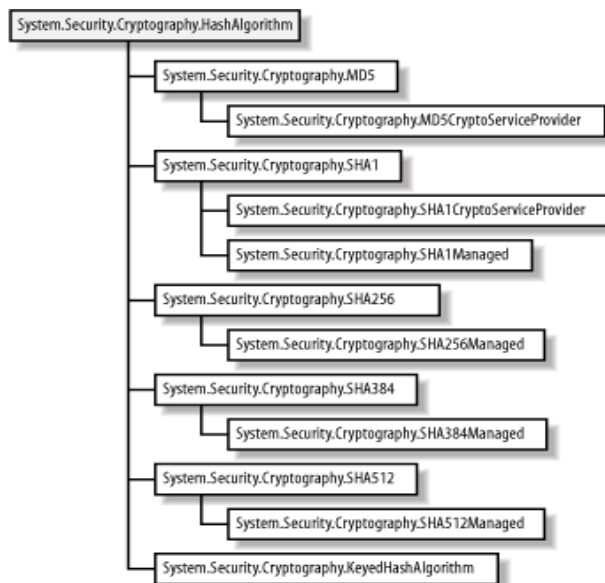 System.Security.Cryptography.HashAlgorithm
System.Security.Cryptography.MD5
System.Security.Cryptography.MD5CryptoServiceProvider
System.Security.Cryptography.SHA1
System.Security.Cryptography.SHA1CryptoServiceProvider
System.Security.Cryptography.SHA1Managed
System.Security.Cryptography.SHA256
System.Security.Cryptography.SHA256Managed
System.Security.Cryptography.SHA384
System.Security.Cryptography.SHA384Managed
System.Security.Cryptography.SHA512
System.Security.Cryptography.SHA512Managed
System.Security.Cryptography.KeyedHashAlgorithm